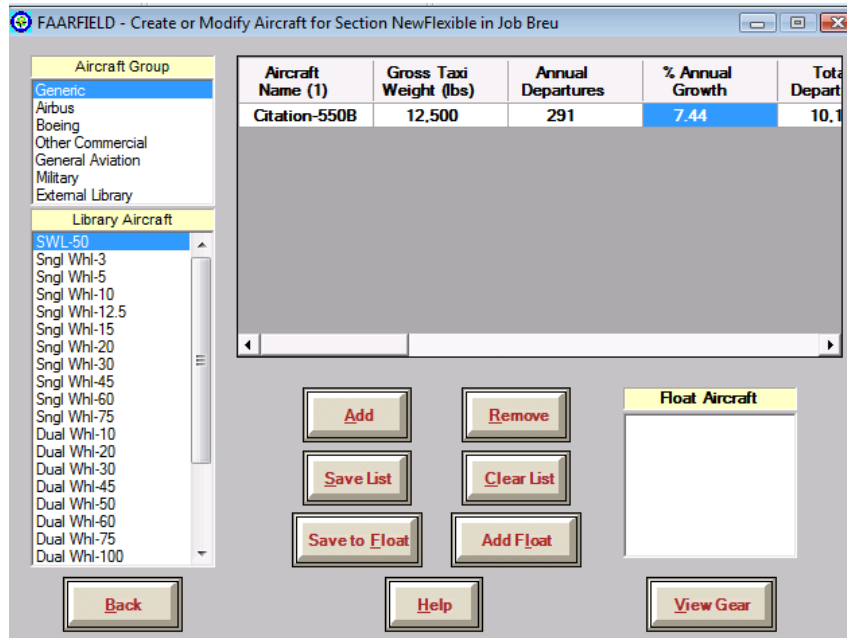 FAARFIELD - Create or Modify Aircraft for Section NewFlexible in Job Breu
Aircraft Group
Generic
Airbus
Boeing
Other Commercial
General Aviation
Military
External Library
Library Aircraft
SWL-50
Sngl Whl-3
Sngl Whl-5
Sngl Whl-10
Sngl Whl-12.5
Sngl Whl-15
Sngl Whl-20
Sngl Whl-30
Sngl Whl-45
Sngl Whl-60
Sngl Whl-75
Dual Whl-10
Dual Whl-20
Dual Whl-30
Dual Whl-45
Dual Whl-50
Dual Whl-60
Dual Whl-75
Dual Whl-100
Aircraft Name (1) Gross Taxi Weight (lbs) Annual Departures % Annual Growth Tota Depart
Citation-550B 12,500 291 7.44 10,1
Add Remove
Save List Clear List
Save to Float Add Float
Float Aircraft
Back Help View Gear